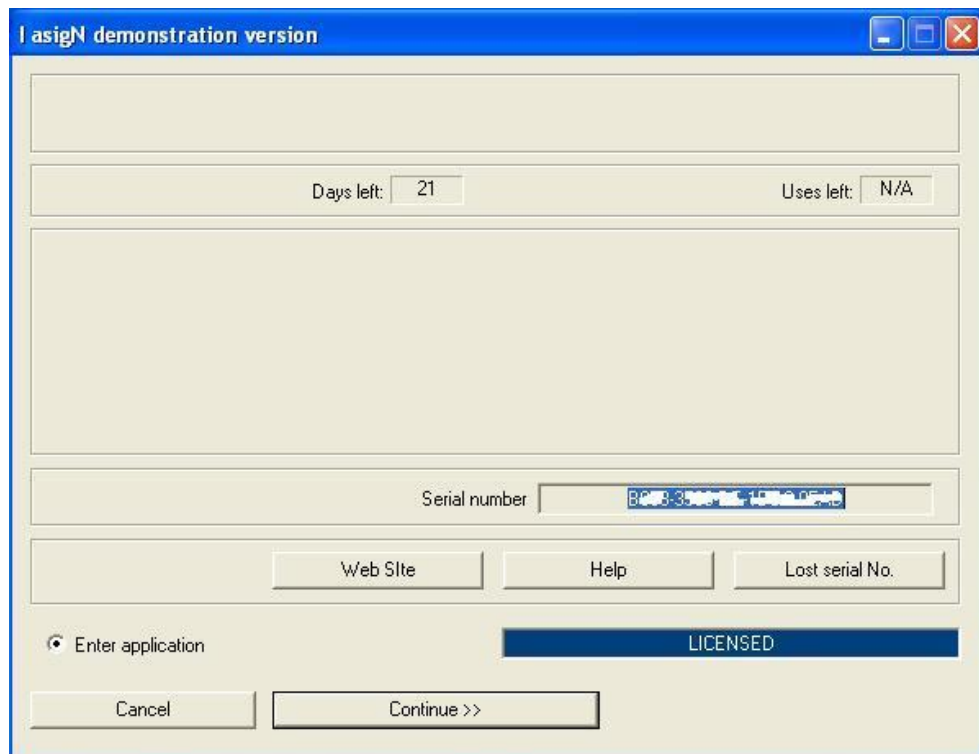 I asigN demonstration version
Days left: 21 Uses left: N/A
Serial number
Web SIte Help Lost serial No.
Enter application LICENSED
Cancel Continue >>